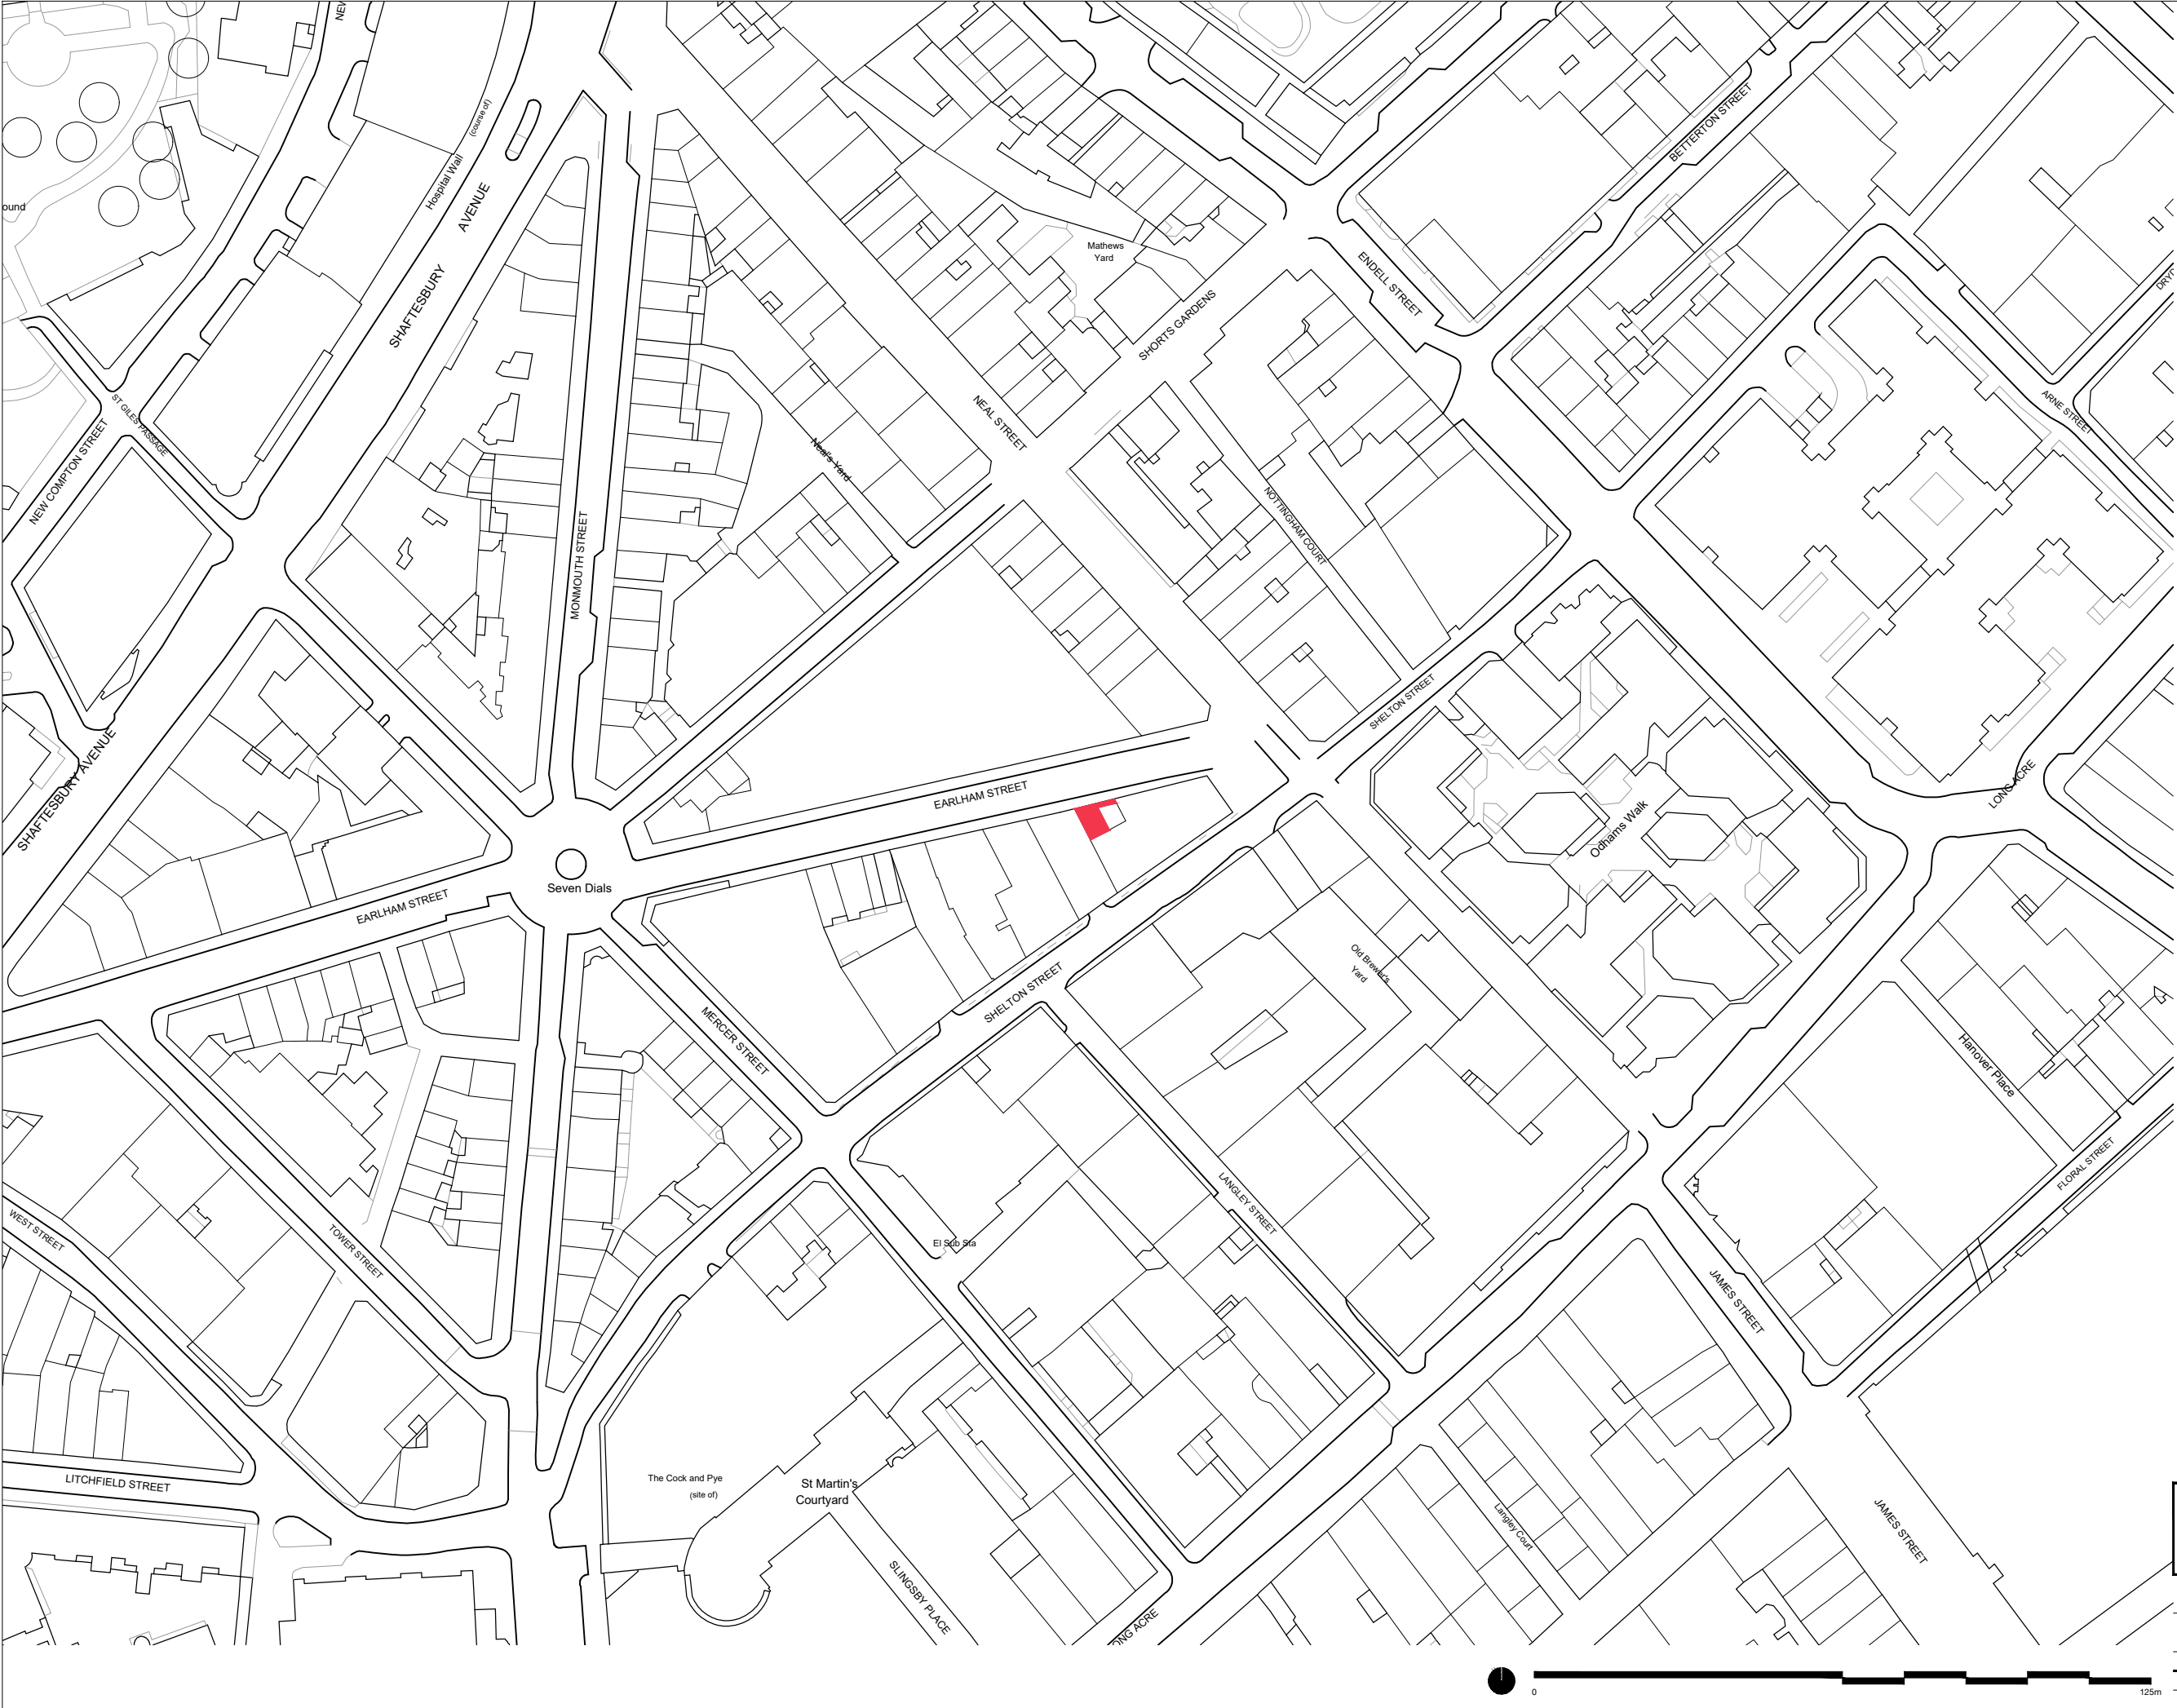 NEW
Hospital Wall
(course of)
SHAFTESBURY
AVENUE
ound
Mathews
Yard
SHORTS GARDENS
ENDELL STREET
BETTERTON STREET
ARNE STREET
ST GILES PASSAGE
NEW COMPTON STREET
MONMOUTH STREET
Neal's Yard
NEAL STREET
NOTTINGHAM COURT
SHELTON STREET
SHAFTESBURY AVENUE
EARLHAM STREET
Odhams Walk
LONG ACRE
Seven Dials
EARLHAM STREET
MERCER STREET
SHELTON STREET
Old Brewer's
Yard
Hanover Place
FLORAL STREET
WEST STREET
TOWER STREET
El Sub Sta
LANGLEY STREET
JAMES STREET
LITCHFIELD STREET
The Cock and Pye
(site of)
St Martin's
Courtyard
SLINGSBY PLACE
ONG ACRE
Langley Court
JAMES STREET
0
125m